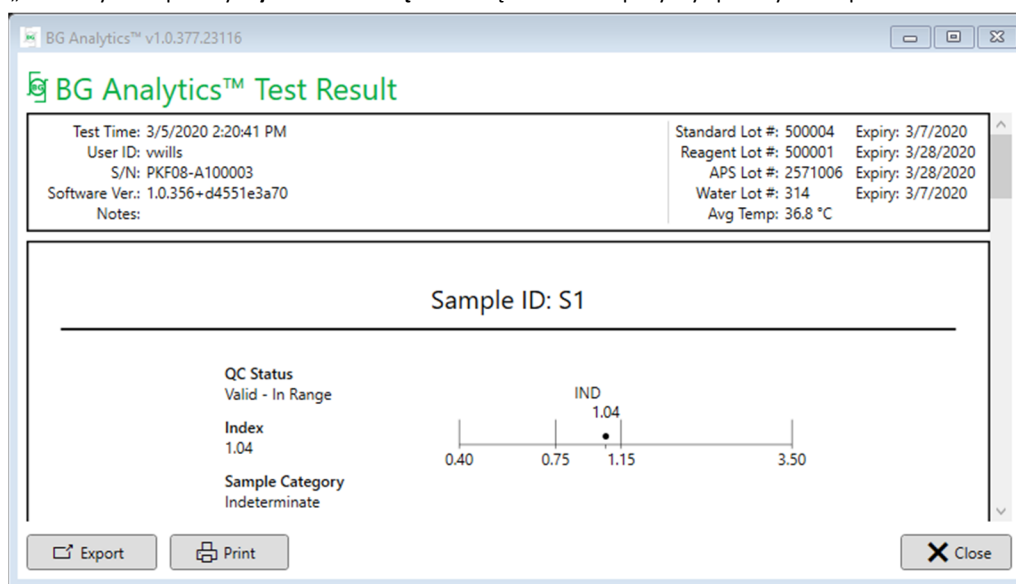 BG Analytics™ v1.0.377.23116
BG BG Analytics™ Test Result
Test Time: 3/5/2020 2:20:41 PM
User ID: vwills
S/N: PKF08-A100003
Software Ver.: 1.0.356+d4551e3a70
Notes:
Standard Lot #: 500004 Expiry: 3/7/2020
Reagent Lot #: 500001 Expiry: 3/28/2020
APS Lot #: 2571006 Expiry: 3/28/2020
Water Lot #: 314 Expiry: 3/7/2020
Avg Temp: 36.8 °C
Sample ID: S1
QC Status
Valid - In Range
Index
1.04
Sample Category
Indeterminate
IND
1.04
0.40 0.75 1.15 3.50
Export Print Close